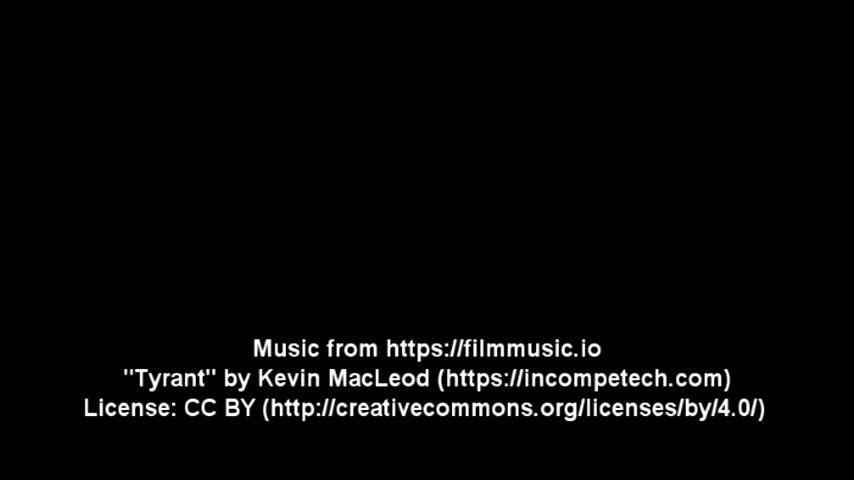 Music from https://filmmusic.io
"Tyrant" by Kevin MacLeod (https://incompetech.com)
License: CC BY (http://creativecommons.org/licenses/by/4.0/)